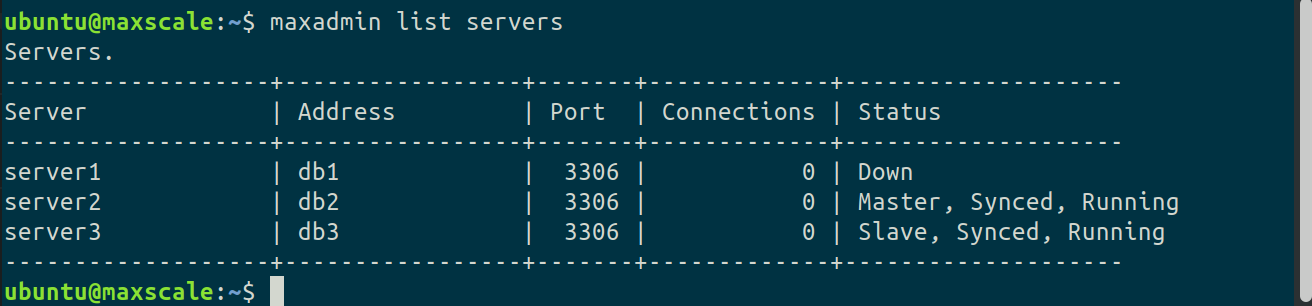 ubuntu@maxscale:~$ maxadmin list servers
Servers.
-------------------+-----------------+-------+-------------+--------------------
Server             | Address         | Port  | Connections | Status
-------------------+-----------------+-------+-------------+--------------------
server1            | db1             |  3306 |           0 | Down
server2            | db2             |  3306 |           0 | Master, Synced, Running
server3            | db3             |  3306 |           0 | Slave, Synced, Running
-------------------+-----------------+-------+-------------+--------------------
ubuntu@maxscale:~$